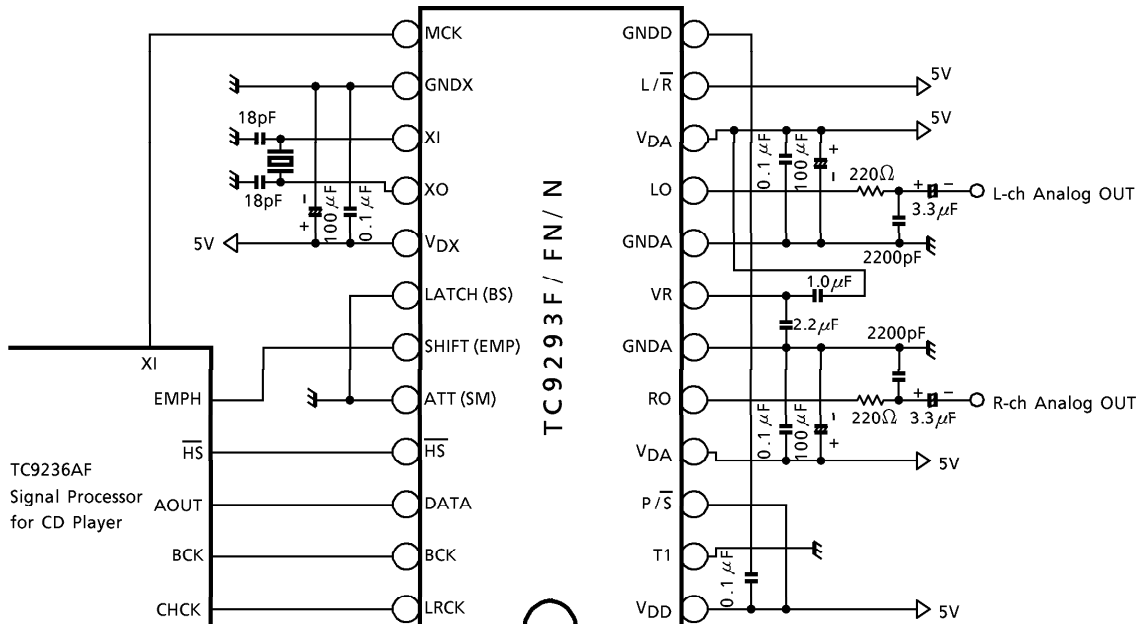 MCK
GNDX
XI
XO
VDX
LATCH (BS)
SHIFT (EMP)
ATT (SM)
HS
DATA
BCK
LRCK
18pF
18pF
100μF
0.1μF
5V
TC9293F/FN/N
GNDD
L/R
VDA
LO
GNDA
VR
GNDA
RO
VDA
P/S
T1
VDD
5V
5V
0.1μF
100μF
220Ω
3.3μF
L-ch Analog OUT
2200pF
1.0μF
2.2μF
2200pF
220Ω
3.3μF
R-ch Analog OUT
0.1μF
100μF
5V
0.1μF
5V
XI
EMPH
HS
AOUT
BCK
CHCK
TC9236AF
Signal Processor
for CD Player